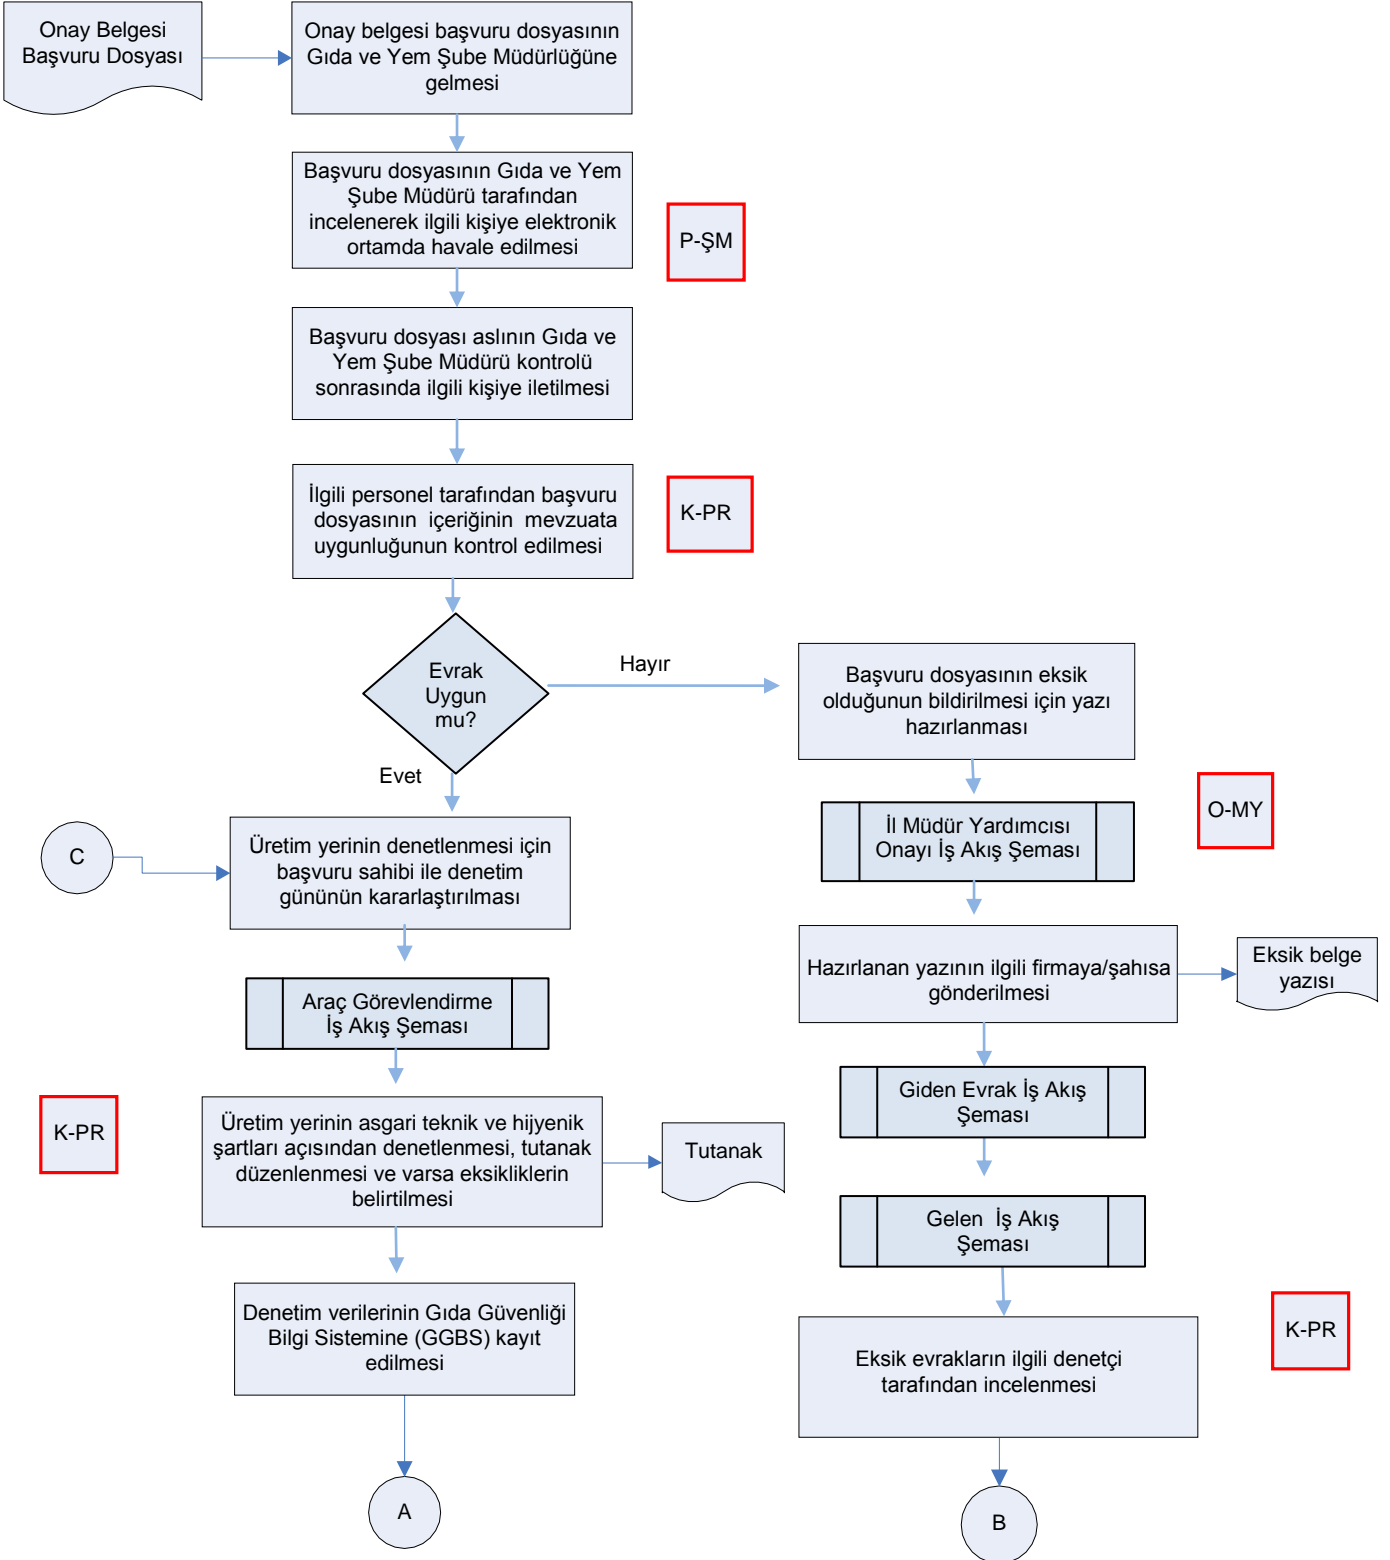 Onay Belgesi
Başvuru Dosyası
Onay belgesi başvuru dosyasının
Gıda ve Yem Şube Müdürlüğüne
gelmesi
Başvuru dosyasının Gıda ve Yem
Şube Müdürü tarafından
incelenerek ilgili kişiye elektronik
ortamda havale edilmesi
P-ŞM
Başvuru dosyası aslının Gıda ve
Yem Şube Müdürü kontrolü
sonrasında ilgili kişiye iletilmesi
İlgili personel tarafından başvuru
dosyasının içeriğinin mevzuata
uygunluğunun kontrol edilmesi
K-PR
Evrak
Uygun
mu?
Hayır
Evet
Başvuru dosyasının eksik
olduğunun bildirilmesi için yazı
hazırlanması
O-MY
İl Müdür Yardımcısı
Onayı İş Akış Şeması
C
Üretim yerinin denetlenmesi için
başvuru sahibi ile denetim
gününün kararlaştırılması
Hazırlanan yazının ilgili firmaya/şahısa
gönderilmesi
Eksik belge
yazısı
Araç Görevlendirme
İş Akış Şeması
Giden Evrak İş Akış
Şeması
K-PR
Üretim yerinin asgari teknik ve hijyenik
şartları açısından denetlenmesi, tutanak
düzenlenmesi ve varsa eksikliklerin
belirtilmesi
Tutanak
Gelen İş Akış
Şeması
Denetim verilerinin Gıda Güvenliği
Bilgi Sistemine (GGBS) kayıt
edilmesi
K-PR
Eksik evrakların ilgili denetçi
tarafından incelenmesi
A
B